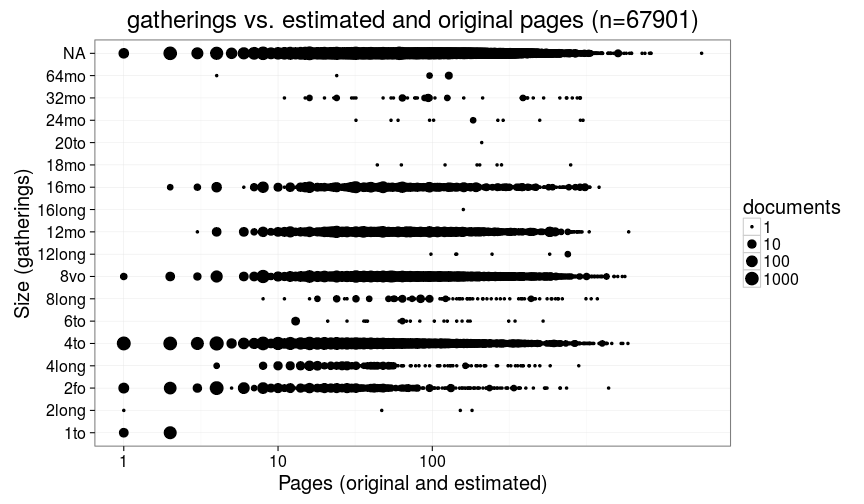 gatherings vs. estimated and original pages (n=67901)
NA
64mo
32mo
24mo
20to
18mo
16mo
16long
12mo
12long
8vo
8long
6to
4to
4long
2fo
2long
1to
Size (gatherings)
1 10 100
Pages (original and estimated)
documents
1
10
100
1000